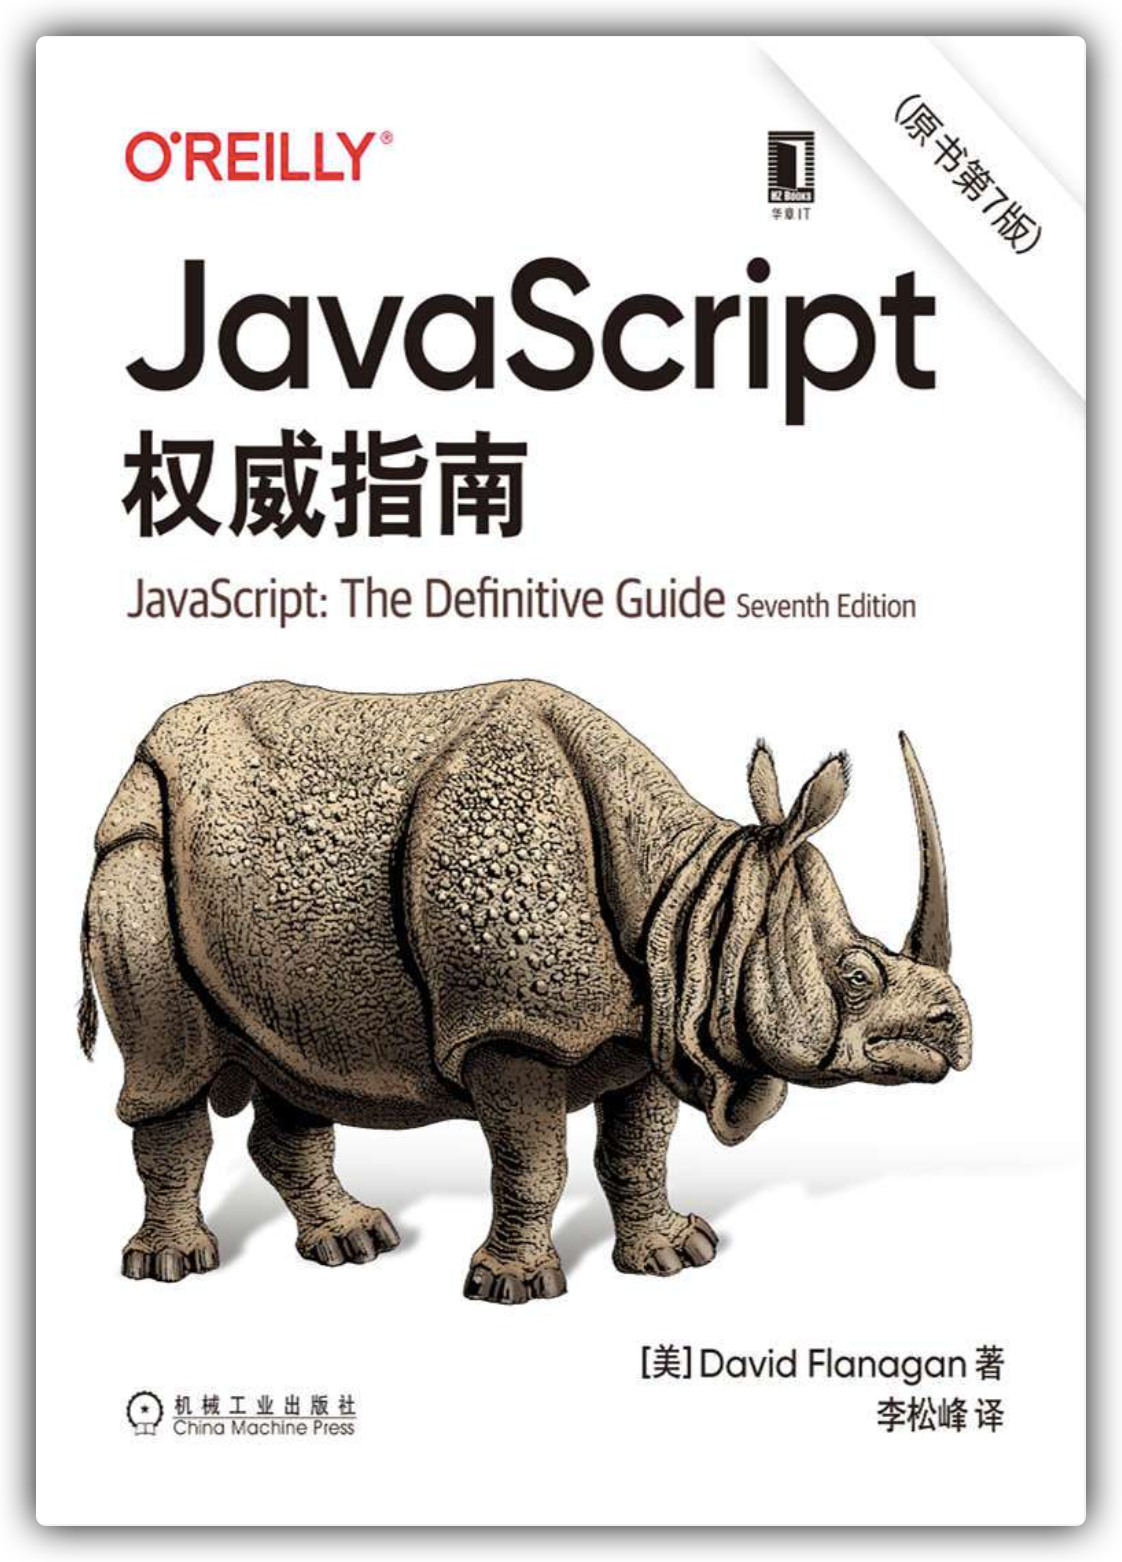 O'REILLY®
HZ Books
华章IT
(原书第7版)
JavaScript
权威指南
JavaScript: The Definitive Guide Seventh Edition
[美]David Flanagan 著
李松峰 译
机械工业出版社
China Machine Press